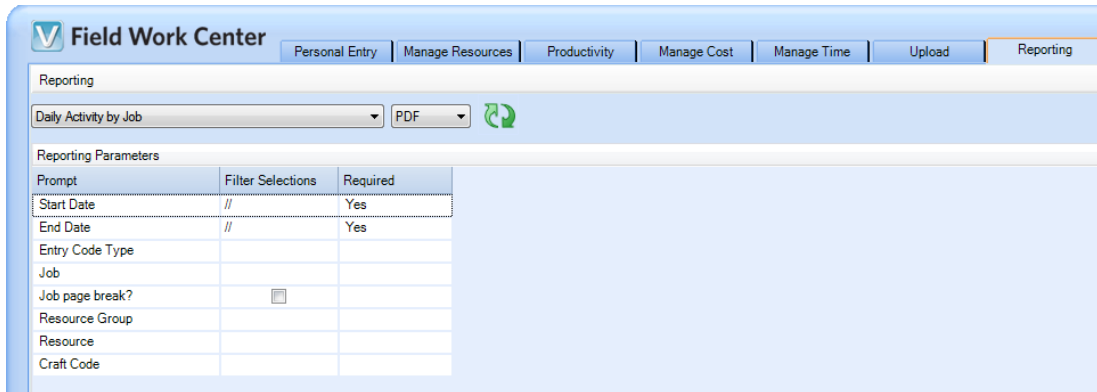 V Field Work Center
Personal Entry Manage Resources Productivity Manage Cost Manage Time Upload Reporting
Reporting
Daily Activity by Job PDF
Reporting Parameters
Prompt Filter Selections Required
Start Date // Yes
End Date // Yes
Entry Code Type
Job
Job page break?
Resource Group
Resource
Craft Code